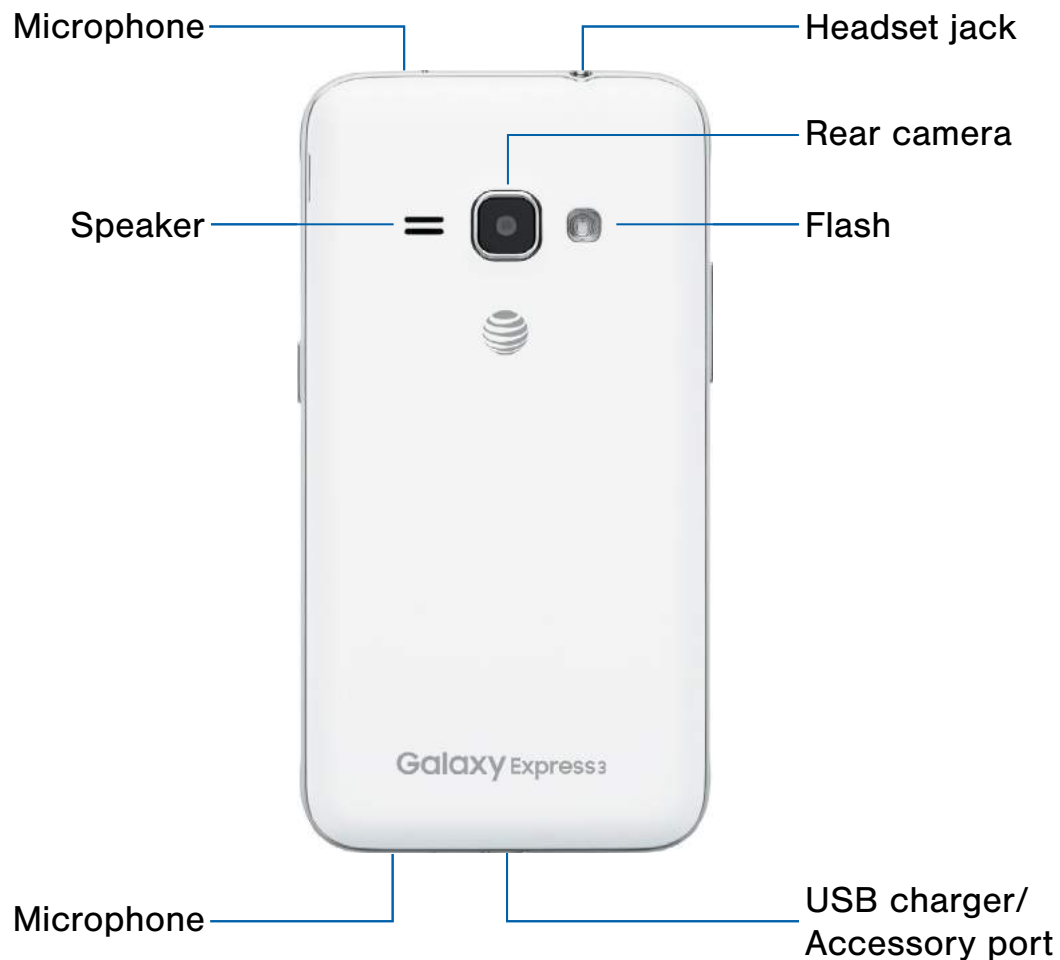 Microphone
Headset jack
Rear camera
Speaker
Flash
Galaxy Express3
Microphone
USB charger/
Accessory port